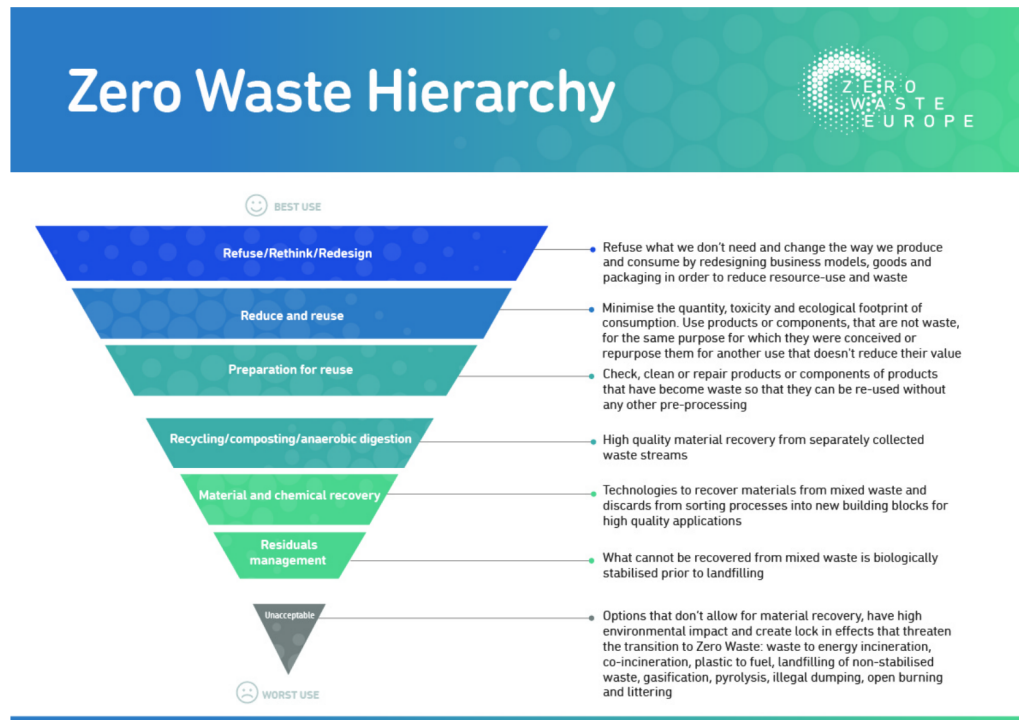 Zero Waste Hierarchy
ZERO
WASTE
EUROPE
BEST USE
Refuse/Rethink/Redesign
Refuse what we don't need and change the way we produce
and consume by redesigning business models, goods and
packaging in order to reduce resource-use and waste
Reduce and reuse
Minimise the quantity, toxicity and ecological footprint of
consumption. Use products or components, that are not waste,
for the same purpose for which they were conceived or
repurpose them for another use that doesn't reduce their value
Preparation for reuse
Check, clean or repair products or components of products
that have become waste so that they can be re-used without
any other pre-processing
Recycling/composting/anaerobic digestion
High quality material recovery from separately collected
waste streams
Material and chemical recovery
Technologies to recover materials from mixed waste and
discards from sorting processes into new building blocks for
high quality applications
Residuals
management
What cannot be recovered from mixed waste is biologically
stabilised prior to landfilling
Unacceptable
Options that don't allow for material recovery, have high
environmental impact and create lock in effects that threaten
the transition to Zero Waste: waste to energy incineration,
co-incineration, plastic to fuel, landfilling of non-stabilised
waste, gasification, pyrolysis, illegal dumping, open burning
and littering
WORST USE